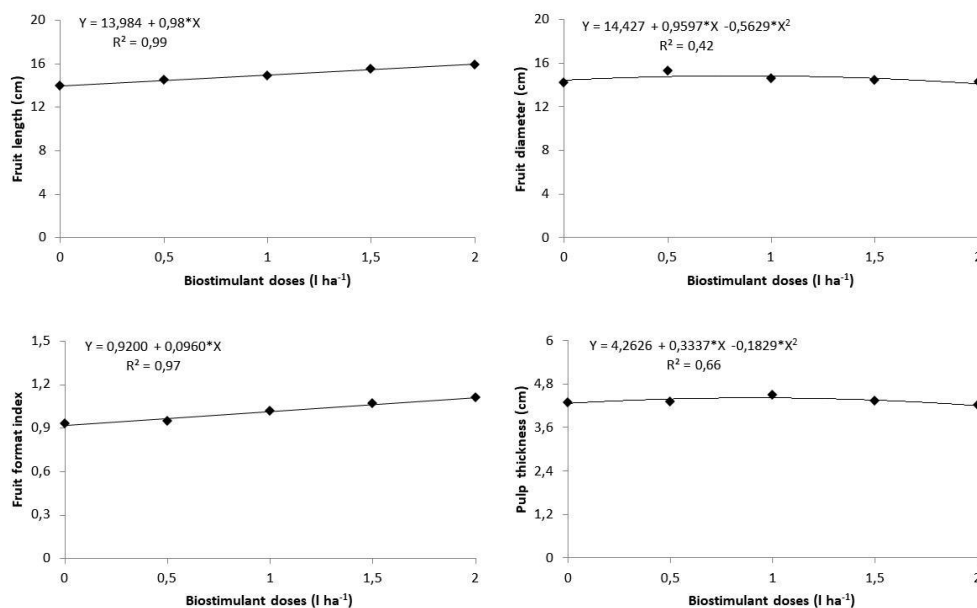 Y = 13,984 + 0,98*X
R² = 0,99
20
16
12
8
4
0
Fruit length (cm)
0 0,5 1 1,5 2
Biostimulant doses (l ha⁻¹)
Y = 14,427 + 0,9597*X -0,5629*X²
R² = 0,42
20
16
12
8
4
0
Fruit diameter (cm)
0 0,5 1 1,5 2
Biostimulant doses (l ha⁻¹)
Y = 0,9200 + 0,0960*X
R² = 0,97
1,5
1,2
0,9
0,6
0,3
0
Fruit format index
0 0,5 1 1,5 2
Biostimulant doses (l ha⁻¹)
Y = 4,2626 + 0,3337*X -0,1829*X²
R² = 0,66
6
4,8
3,6
2,4
1,2
0
Pulp thickness (cm)
0 0,5 1 1,5 2
Biostimulant doses (l ha⁻¹)